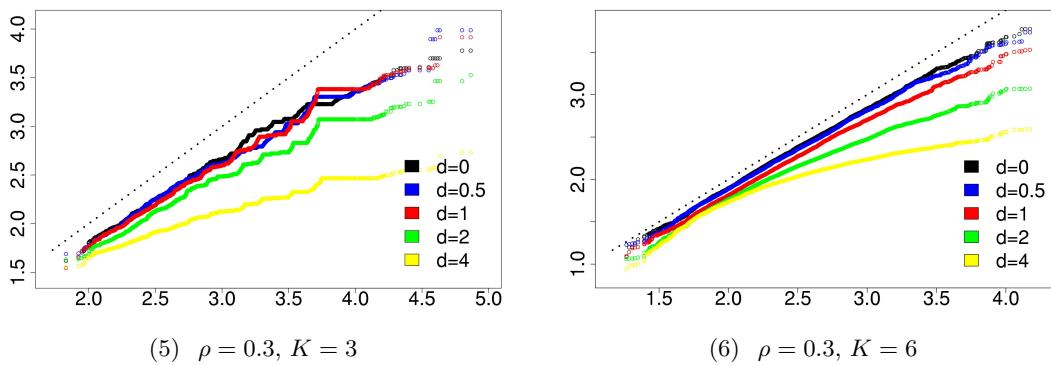 4.0
3.5
3.0
2.5
2.0
1.5
d=0
d=0.5
d=1
d=2
d=4
2.0 2.5 3.0 3.5 4.0 4.5 5.0
(5) ρ = 0.3, K = 3
3.0
2.0
1.0
d=0
d=0.5
d=1
d=2
d=4
1.5 2.0 2.5 3.0 3.5 4.0
(6) ρ = 0.3, K = 6